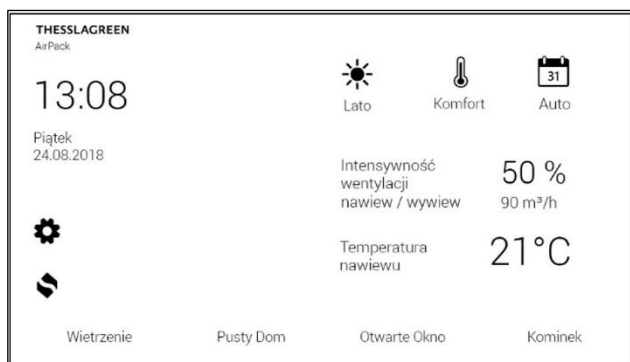 THESSLAGREEN
AirPack
13:08
Piątek
24.08.2018
31
Lato
Komfort
Auto
Intensywność
wentylacji
nawiew / wywiew
50 %
90 m³/h
Temperatura
nawiewu
21°C
Wietrzenie
Pusty Dom
Otwarte Okno
Kominek